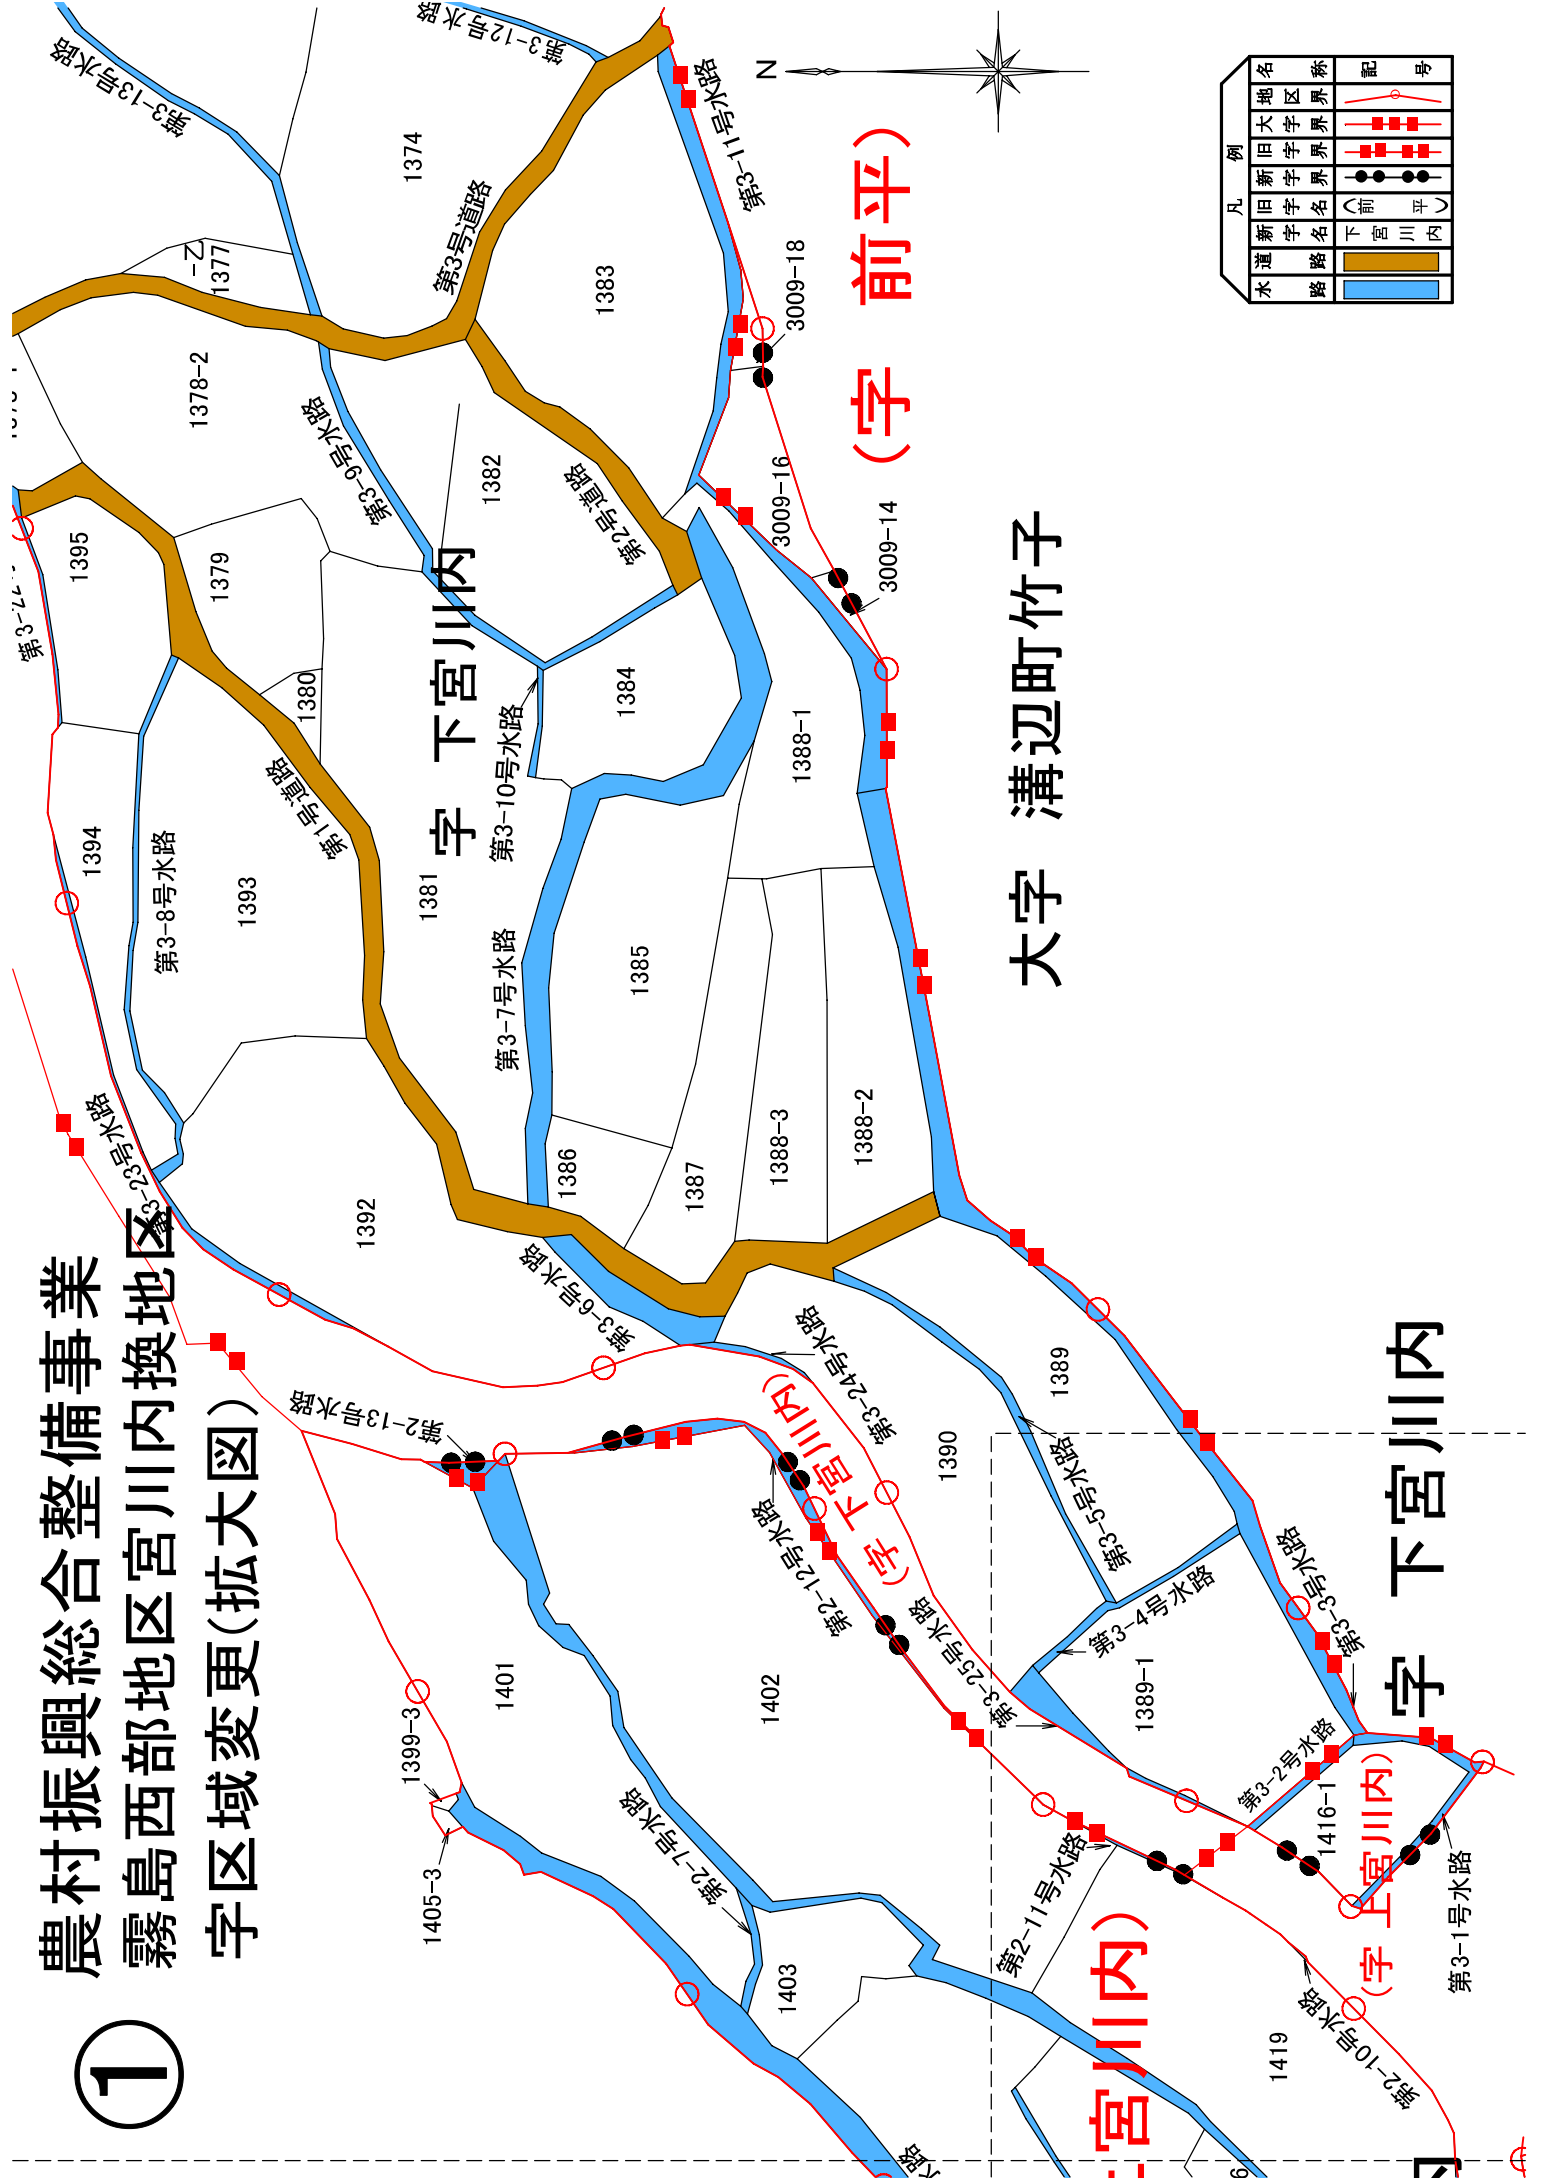 ①
農村振興総合整備事業
霧島西部地区宮川内換地区
字区域変更(拡大図)
凡例
名称 記号
地区界
大字界
旧字界
新字界
旧字名 (前平)
新字名 下宮川内
道路
水路
N
第3-13号水路
第3-12号水路
第3-11号水路
1374
1377
-乙
第3号道路
1383
3009-18
(字 前平)
1378-2
第3-9号水路
1382
第2号道路
3009-16
3009-14
1395
1379
字 下宮川内
大字 溝辺町竹子
1380
第3-10号水路
1384
1388-1
第1号道路
1394
第3-8号水路
1393
1381
第3-7号水路
1385
第3-23号水路
1392
1386
1387
1388-3
1388-2
第3-6号水路
第3-24号水路
1389
第2-13号水路
(字 下宮川内)
1390
第3-5号水路
第2-12号水路
第3-25号水路
第3-4号水路
第3-3号水路
字 下宮川内
1401
1402
1389-1
1399-3
1405-3
第2-7号水路
第3-2号水路
1416-1
(字 上宮川内)
第3-1号水路
第2-11号水路
1403
1419
第2-10号水路
宮川内)
水路